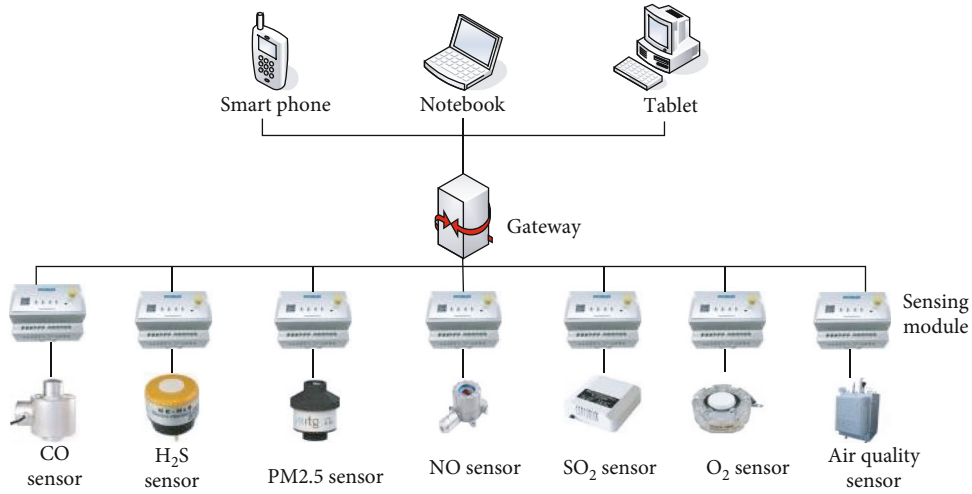 Smart phone
Notebook
Tablet
Gateway
Sensing
module
CO
sensor
H₂S
sensor
PM2.5 sensor
NO sensor
SO₂ sensor
O₂ sensor
Air quality
sensor